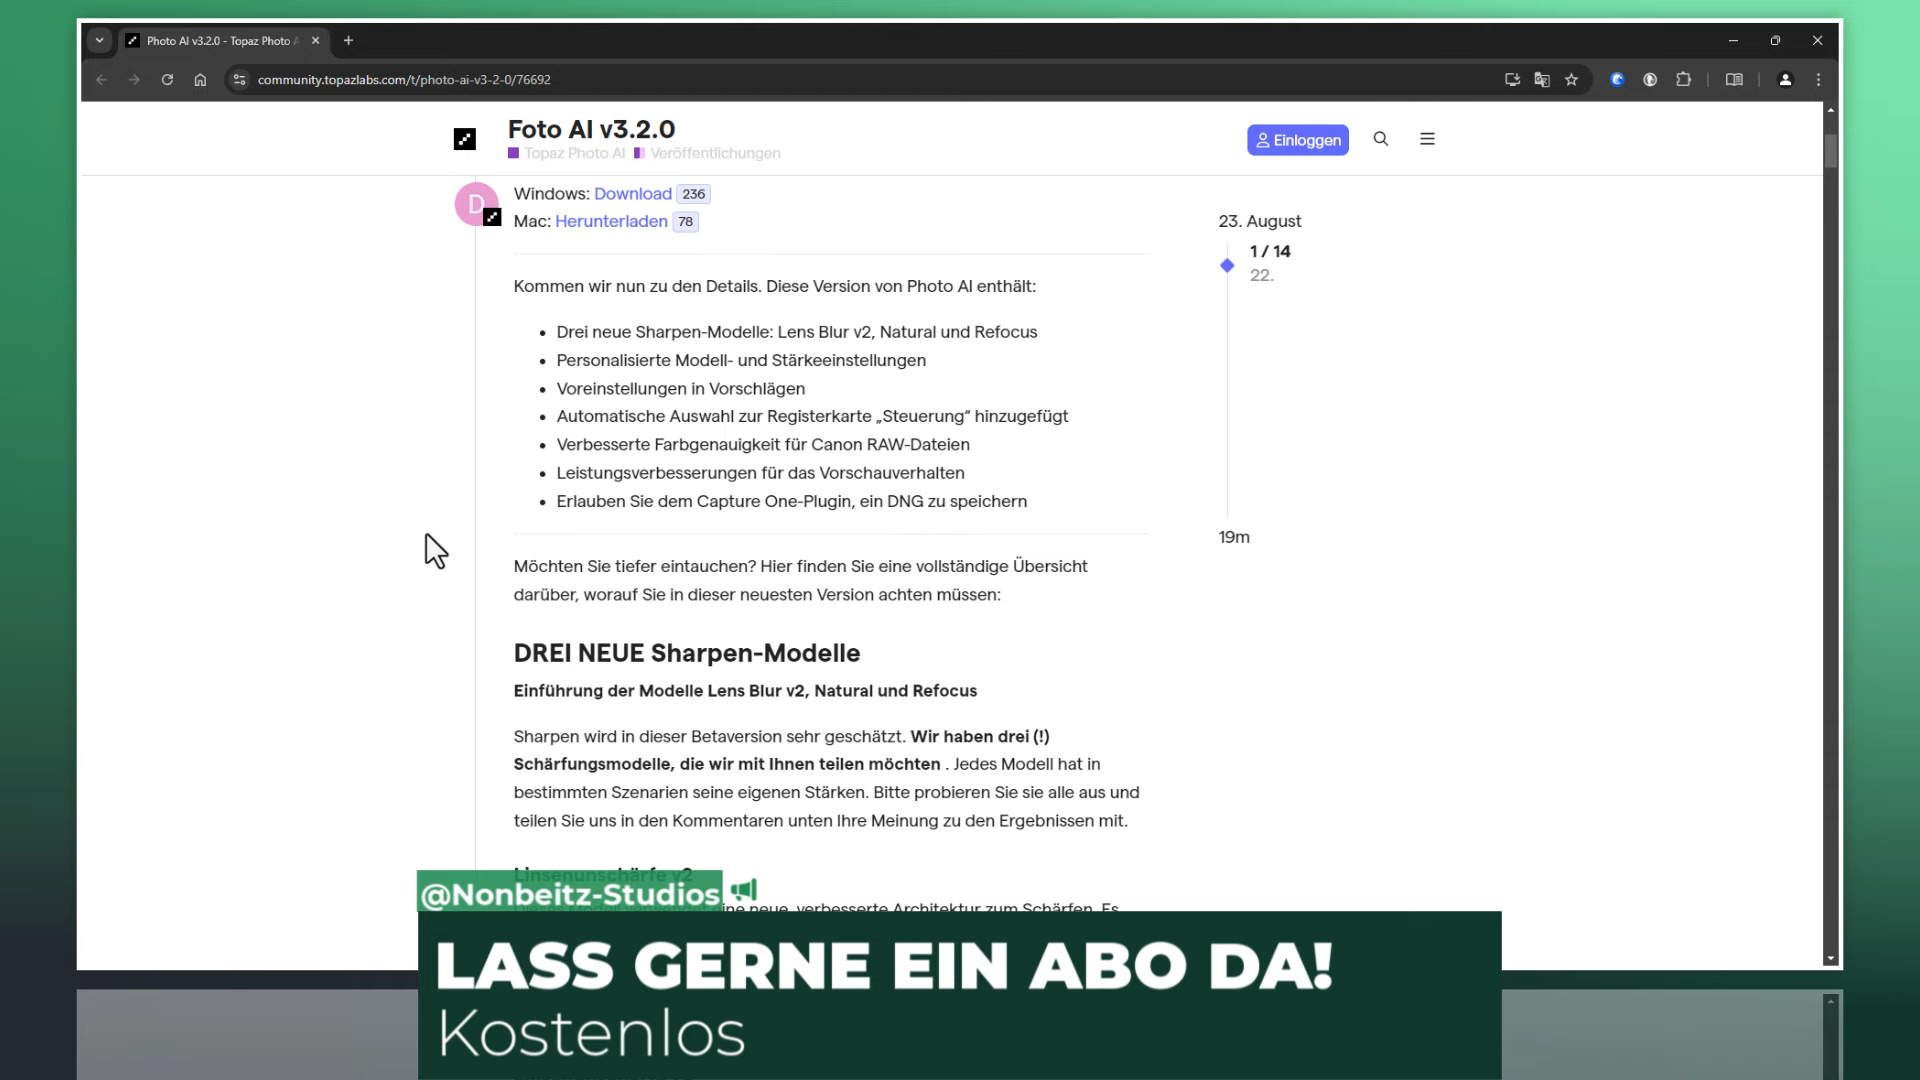 Photo AI v3.2.0 - Topaz Photo A
community.topazlabs.com/t/photo-ai-v3-2-0/76692
Foto AI v3.2.0
Topaz Photo AI Veröffentlichungen
Einloggen
D
Windows: Download 236
Mac: Herunterladen 78
23. August
1 / 14
22.
19m
Kommen wir nun zu den Details. Diese Version von Photo AI enthält:
• Drei neue Sharpen-Modelle: Lens Blur v2, Natural und Refocus
• Personalisierte Modell- und Stärkeeinstellungen
• Voreinstellungen in Vorschlägen
• Automatische Auswahl zur Registerkarte „Steuerung“ hinzugefügt
• Verbesserte Farbgenauigkeit für Canon RAW-Dateien
• Leistungsverbesserungen für das Vorschauverhalten
• Erlauben Sie dem Capture One-Plugin, ein DNG zu speichern
Möchten Sie tiefer eintauchen? Hier finden Sie eine vollständige Übersicht
darüber, worauf Sie in dieser neuesten Version achten müssen:
DREI NEUE Sharpen-Modelle
Einführung der Modelle Lens Blur v2, Natural und Refocus
Sharpen wird in dieser Betaversion sehr geschätzt. Wir haben drei (!)
Schärfungsmodelle, die wir mit Ihnen teilen möchten . Jedes Modell hat in
bestimmten Szenarien seine eigenen Stärken. Bitte probieren Sie sie alle aus und
teilen Sie uns in den Kommentaren unten Ihre Meinung zu den Ergebnissen mit.
Linsenunschärfe v2
@Nonbeitz-Studios
neue, verbesserte Architektur zum Schärfen. Es
LASS GERNE EIN ABO DA!
Kostenlos